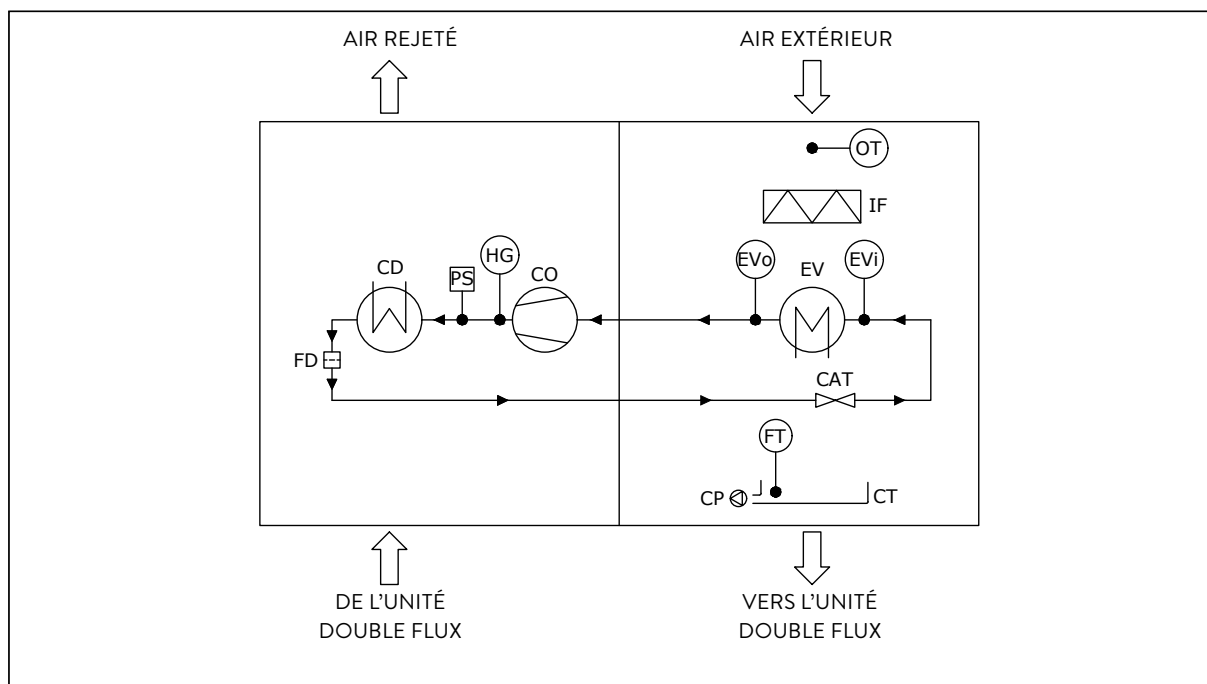 AIR REJETÉ
AIR EXTÉRIEUR
OT
IF
HG
EVo
EV
EVi
CD
PS
CO
FD
CAT
FT
CP
CT
DE L'UNITÉ
DOUBLE FLUX
VERS L'UNITÉ
DOUBLE FLUX